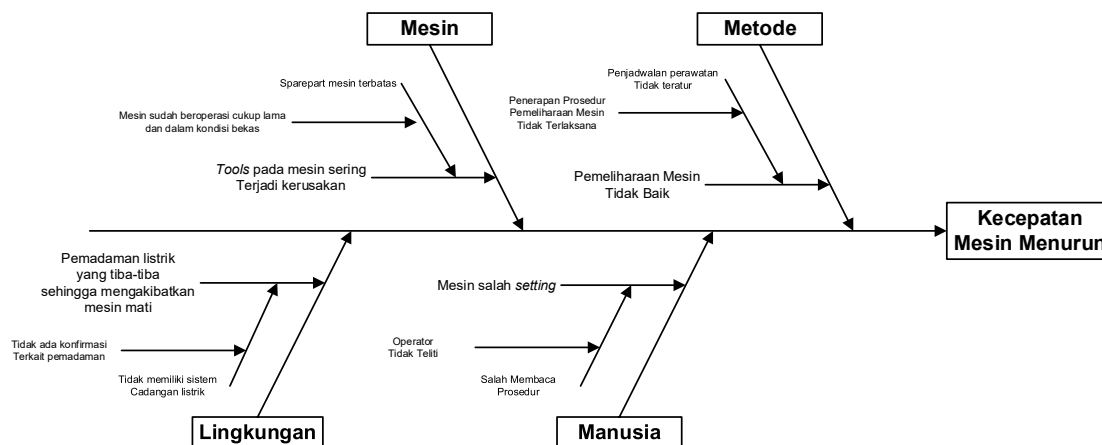 Mesin
Metode
Sparepart mesin terbatas
Mesin sudah beroperasi cukup lama
dan dalam kondisi bekas
Tools pada mesin sering
Terjadi kerusakan
Penjadwalan perawatan
Tidak teratur
Penerapan Prosedur
Pemeliharaan Mesin
Tidak Terlaksana
Pemeliharaan Mesin
Tidak Baik
Kecepatan
Mesin Menurun
Pemadaman listrik
yang tiba-tiba
sehingga mengakibatkan
mesin mati
Tidak ada konfirmasi
Terkait pemadaman
Tidak memiliki sistem
Cadangan listrik
Mesin salah setting
Operator
Tidak Teliti
Salah Membaca
Prosedur
Lingkungan
Manusia